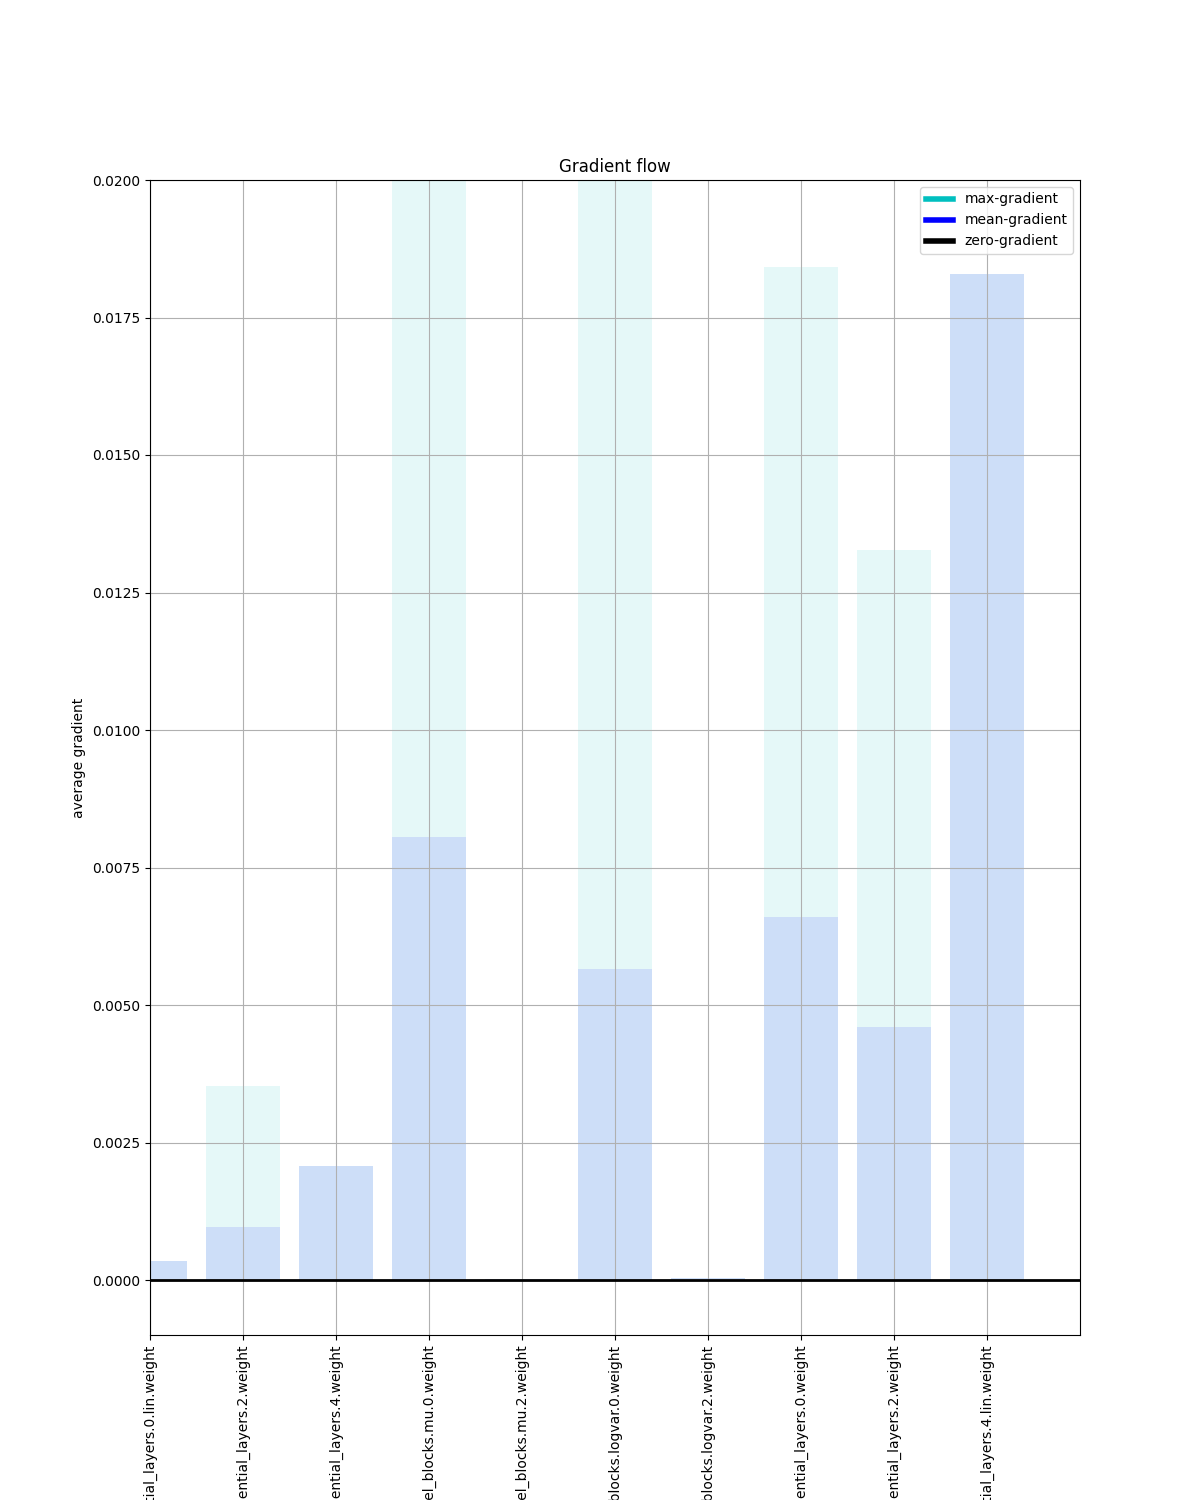 Gradient flow
max-gradient
mean-gradient
zero-gradient
0.0200
0.0175
0.0150
0.0125
0.0100
0.0075
0.0050
0.0025
0.0000
average gradient
tial_layers.0.lin.weight
ential_layers.2.weight
ential_layers.4.weight
el_blocks.mu.0.weight
el_blocks.mu.2.weight
blocks.logvar.0.weight
blocks.logvar.2.weight
ential_layers.0.weight
ential_layers.2.weight
tial_layers.4.lin.weight